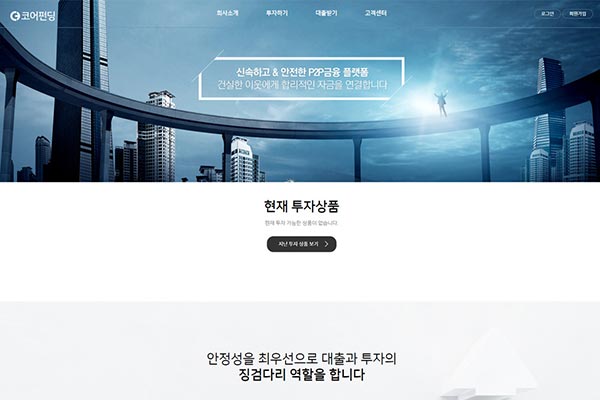 코어펀딩
회사소개
투자하기
대출받기
고객센터
로그인
회원가입
신속하고 & 안전한 P2P금융 플랫폼
건실한 이웃에게 합리적인 자금을 연결합니다
현재 투자상품
현재 투자 가능한 상품이 없습니다
지난 투자 상품 보기
안정성을 최우선으로 대출과 투자의
징검다리 역할을 합니다